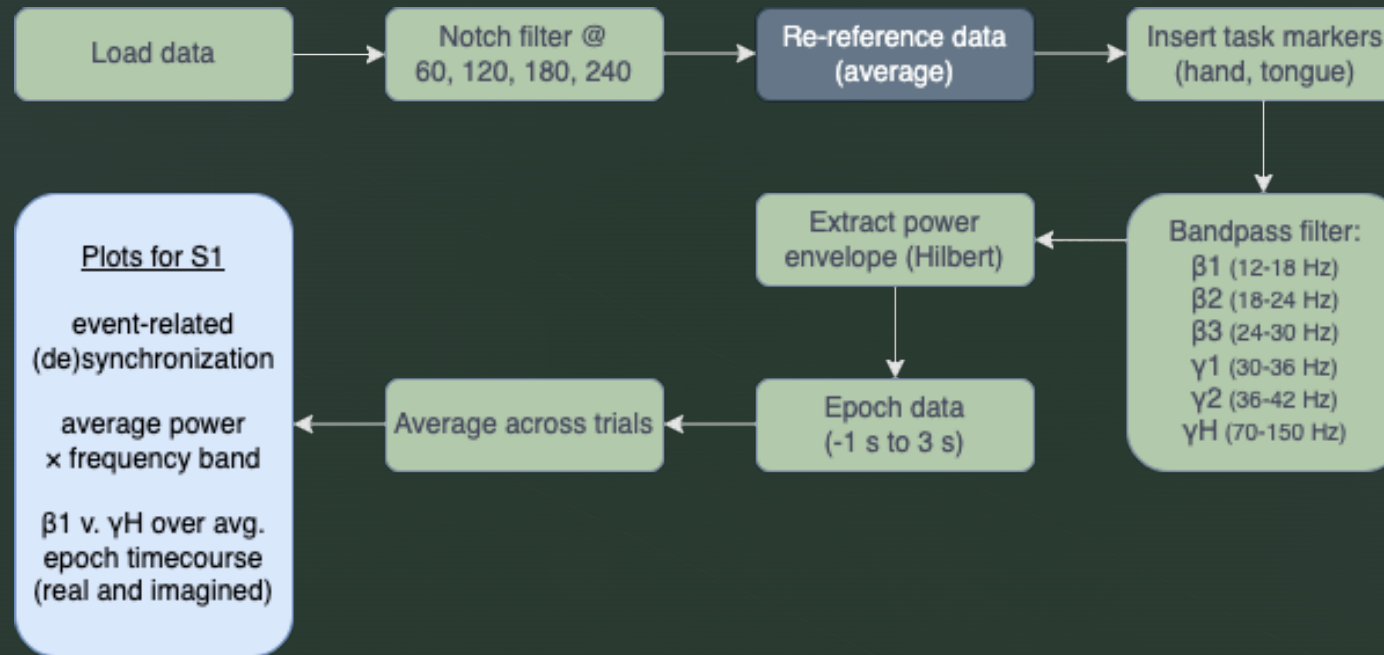 Load data
Notch filter @
60, 120, 180, 240
Re-reference data
(average)
Insert task markers
(hand, tongue)
Bandpass filter:
β1 (12-18 Hz)
β2 (18-24 Hz)
β3 (24-30 Hz)
γ1 (30-36 Hz)
γ2 (36-42 Hz)
γH (70-150 Hz)
Extract power
envelope (Hilbert)
Epoch data
(-1 s to 3 s)
Average across trials
Plots for S1
event-related
(de)synchronization
average power
× frequency band
β1 v. γH over avg.
epoch timecourse
(real and imagined)